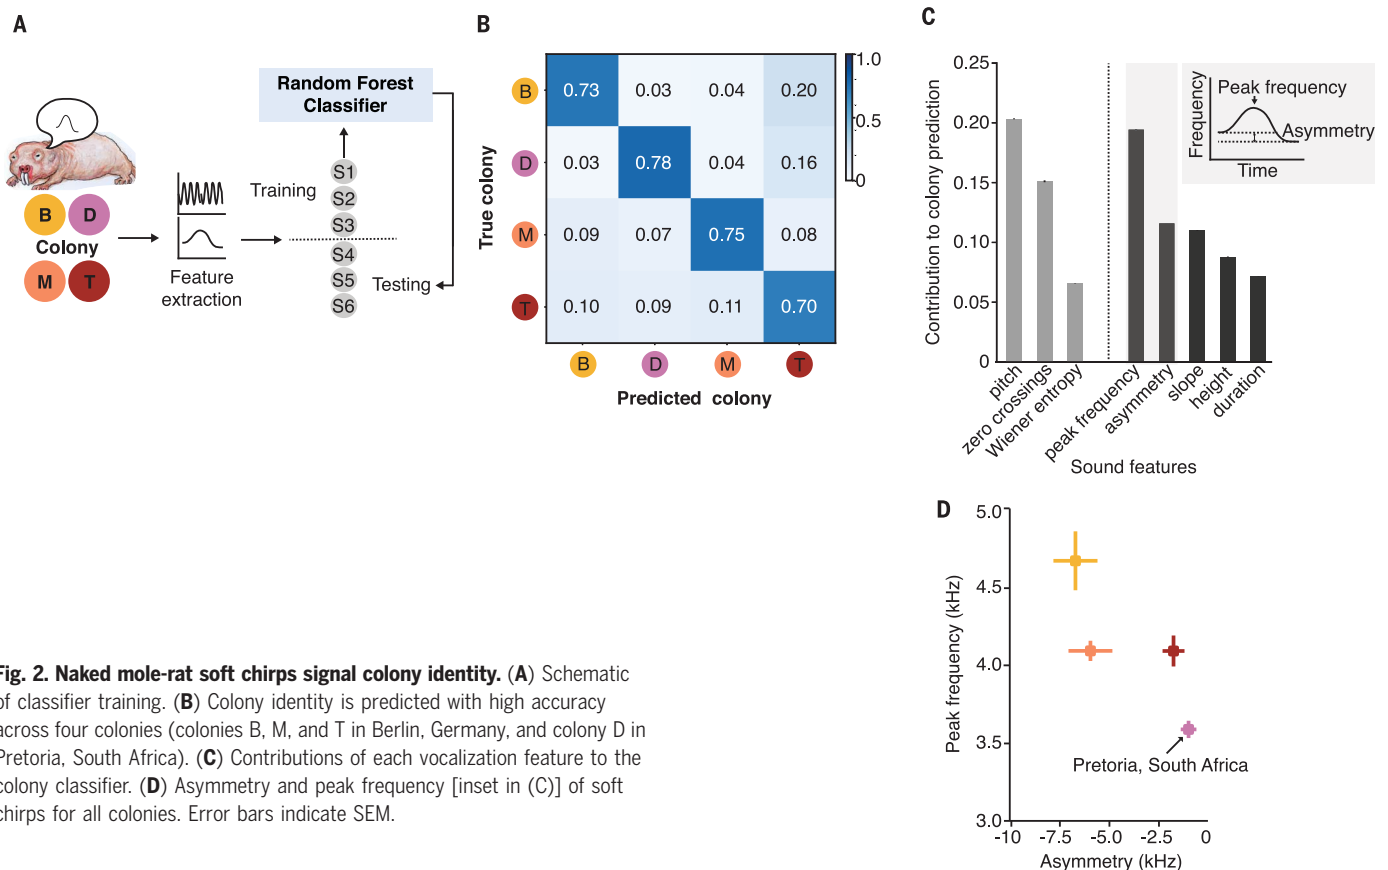 A
Random Forest
Classifier
B
D
Colony
M
T
Feature
extraction
Training
S1
S2
S3
S4
S5
S6
Testing
B
True colony
B
D
M
T
0.73
0.03
0.04
0.20
0.03
0.78
0.04
0.16
0.09
0.07
0.75
0.08
0.10
0.09
0.11
0.70
1.0
0.5
0
B
D
M
T
Predicted colony
C
Contribution to colony prediction
0.25
0.20
0.15
0.10
0.05
0
pitch
zero crossings
Wiener entropy
peak frequency
asymmetry
slope
height
duration
Sound features
Peak frequency
Asymmetry
Frequency
Time
D
Peak frequency (kHz)
5.0
4.5
4.0
3.5
3.0
Pretoria, South Africa
-10
-7.5
-5.0
-2.5
0
Asymmetry (kHz)
Fig. 2. Naked mole-rat soft chirps signal colony identity. (A) Schematic
of classifier training. (B) Colony identity is predicted with high accuracy
across four colonies (colonies B, M, and T in Berlin, Germany, and colony D in
Pretoria, South Africa). (C) Contributions of each vocalization feature to the
colony classifier. (D) Asymmetry and peak frequency [inset in (C)] of soft
chirps for all colonies. Error bars indicate SEM.